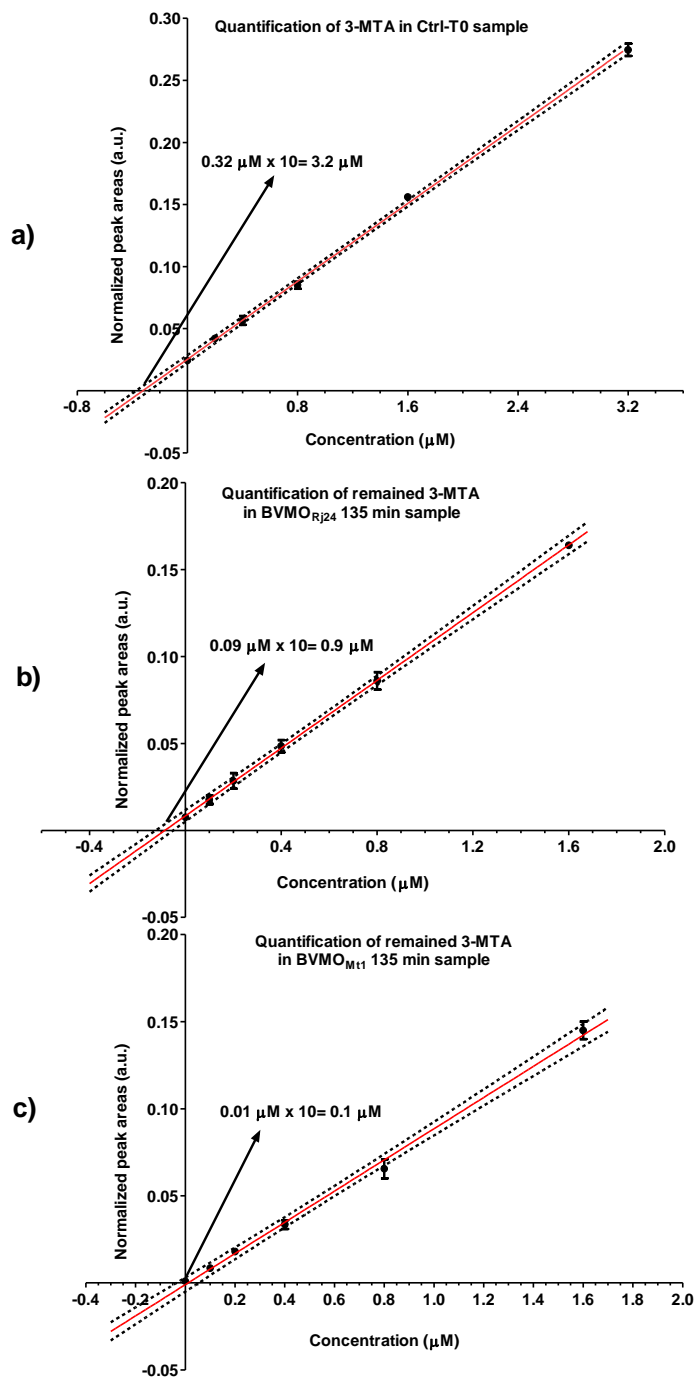 a)
Quantification of 3-MTA in Ctrl-T0 sample
Normalized peak areas (a.u.)
0.30
0.25
0.20
0.15
0.10
0.05
-0.05
0.32 µM x 10= 3.2 µM
-0.8 0.8 1.6 2.4 3.2
Concentration (µM)
b)
Quantification of remained 3-MTA
in BVMORj24 135 min sample
Normalized peak areas (a.u.)
0.20
0.15
0.10
0.05
-0.05
0.09 µM x 10= 0.9 µM
-0.4 0.4 0.8 1.2 1.6 2.0
Concentration (µM)
c)
Quantification of remained 3-MTA
in BVMOMt1 135 min sample
Normalized peak areas (a.u.)
0.20
0.15
0.10
0.05
-0.05
0.01 µM x 10= 0.1 µM
-0.4 -0.2 0.2 0.4 0.6 0.8 1.0 1.2 1.4 1.6 1.8 2.0
Concentration (µM)